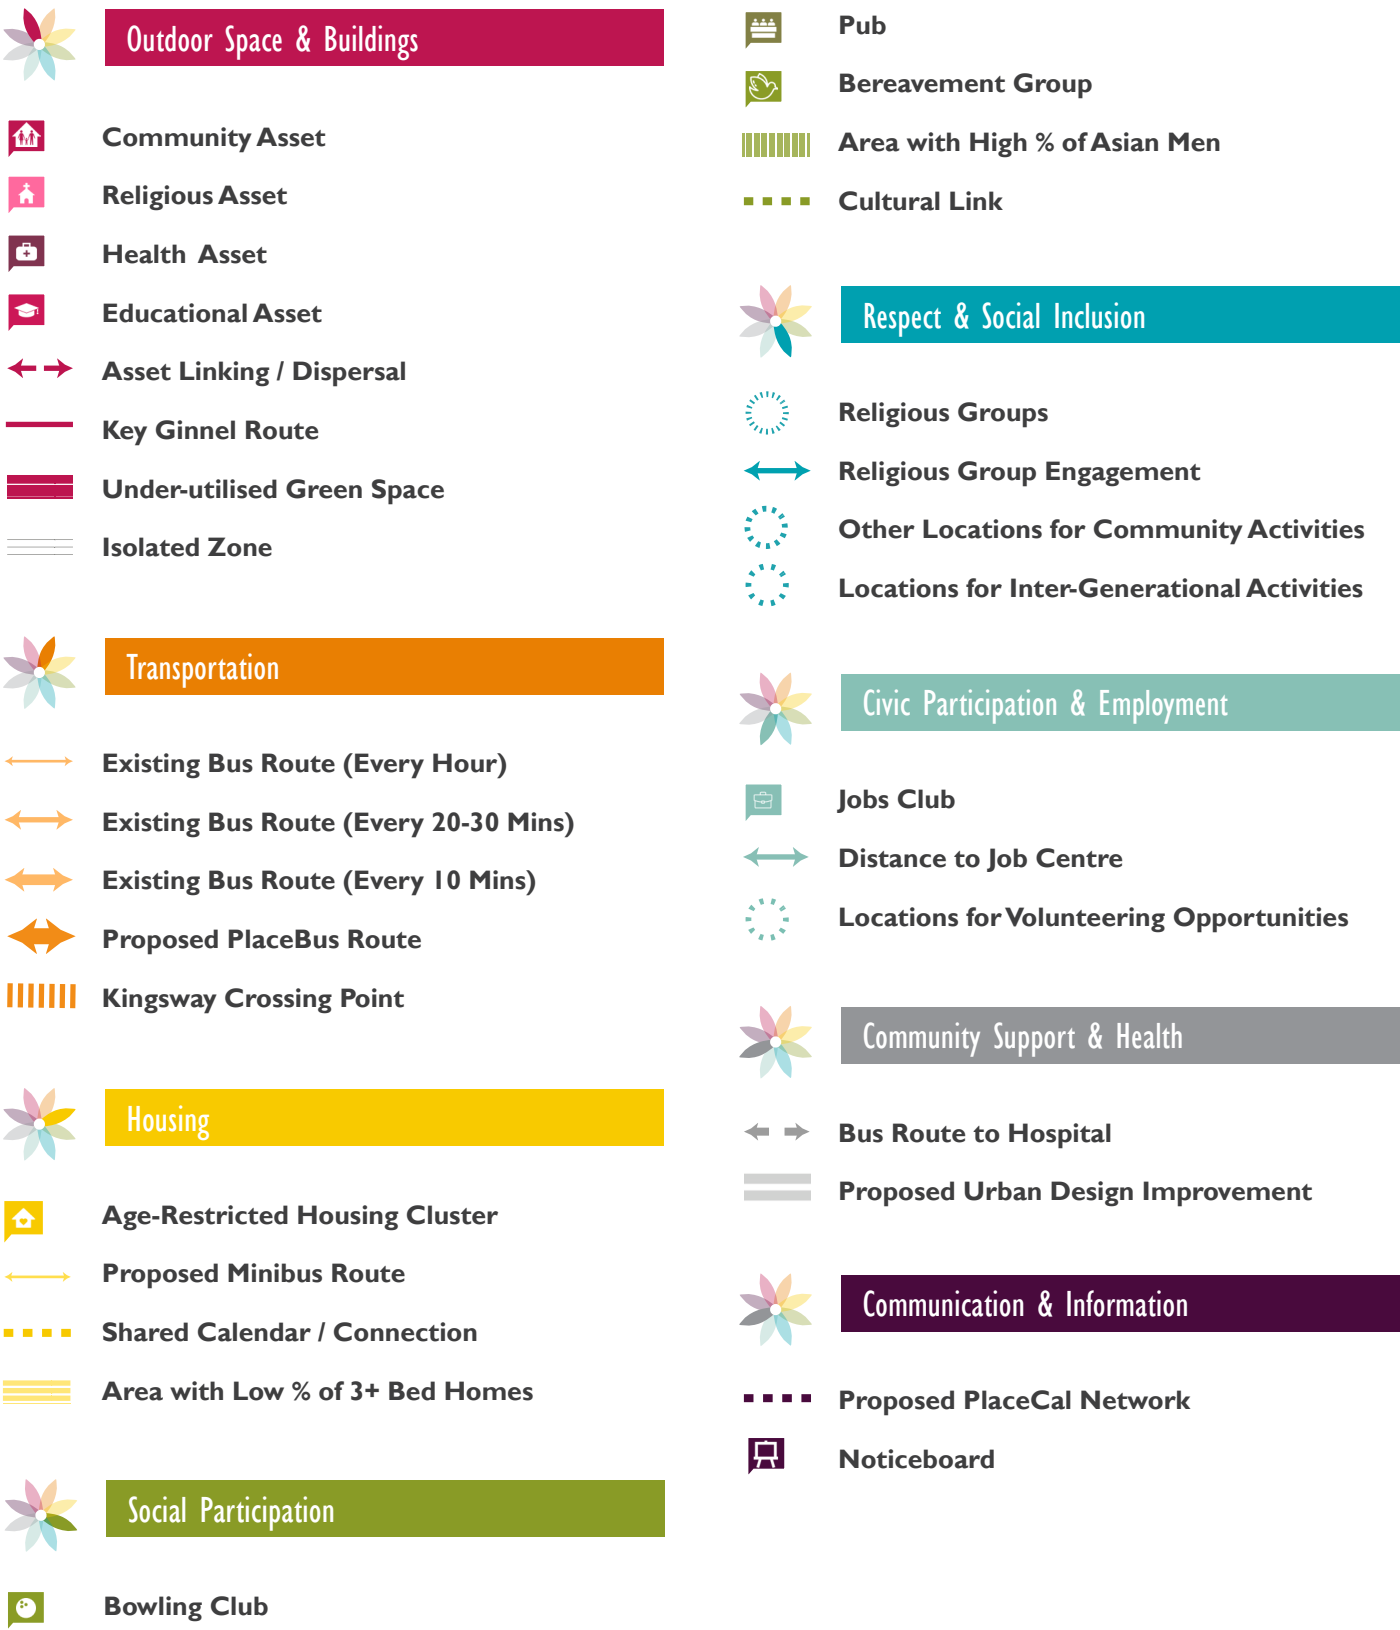 Outdoor Space & Buildings
Community Asset
Religious Asset
Health Asset
Educational Asset
Asset Linking / Dispersal
Key Ginnel Route
Under-utilised Green Space
Isolated Zone
Transportation
Existing Bus Route (Every Hour)
Existing Bus Route (Every 20-30 Mins)
Existing Bus Route (Every 10 Mins)
Proposed PlaceBus Route
Kingsway Crossing Point
Housing
Age-Restricted Housing Cluster
Proposed Minibus Route
Shared Calendar / Connection
Area with Low % of 3+ Bed Homes
Social Participation
Bowling Club
Pub
Bereavement Group
Area with High % of Asian Men
Cultural Link
Respect & Social Inclusion
Religious Groups
Religious Group Engagement
Other Locations for Community Activities
Locations for Inter-Generational Activities
Civic Participation & Employment
Jobs Club
Distance to Job Centre
Locations for Volunteering Opportunities
Community Support & Health
Bus Route to Hospital
Proposed Urban Design Improvement
Communication & Information
Proposed PlaceCal Network
Noticeboard